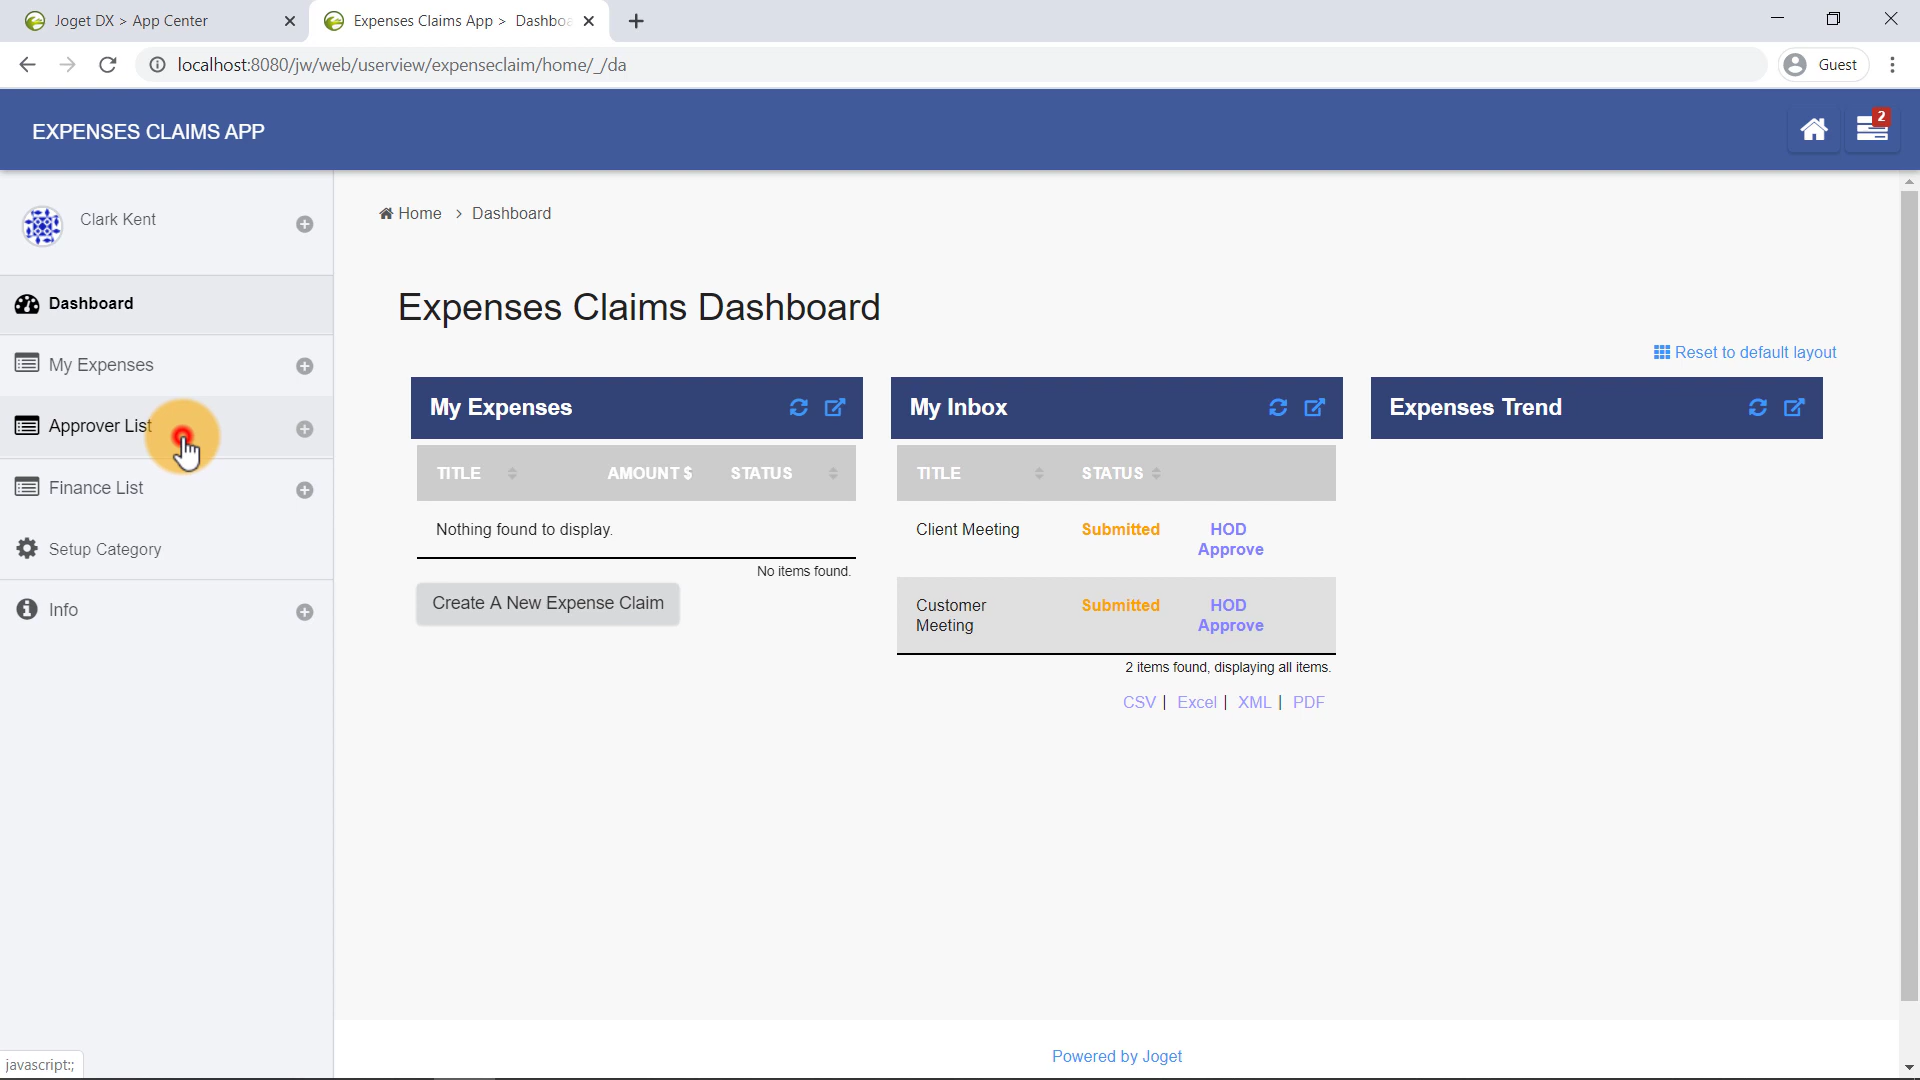 Joget DX > App Center
Expenses Claims App > Dashboa
localhost:8080/jw/web/userview/expenseclaim/home/_/da
Guest
EXPENSES CLAIMS APP
2
Clark Kent
Home > Dashboard
Dashboard
My Expenses
Approver List
Finance List
Setup Category
Info
Expenses Claims Dashboard
Reset to default layout
My Expenses
TITLE AMOUNT $ STATUS
Nothing found to display.
No items found.
Create A New Expense Claim
My Inbox
TITLE STATUS
Client Meeting Submitted HOD
Approve
Customer Submitted HOD
Meeting Approve
2 items found, displaying all items.
CSV | Excel | XML | PDF
Expenses Trend
Powered by Joget
javascript:;